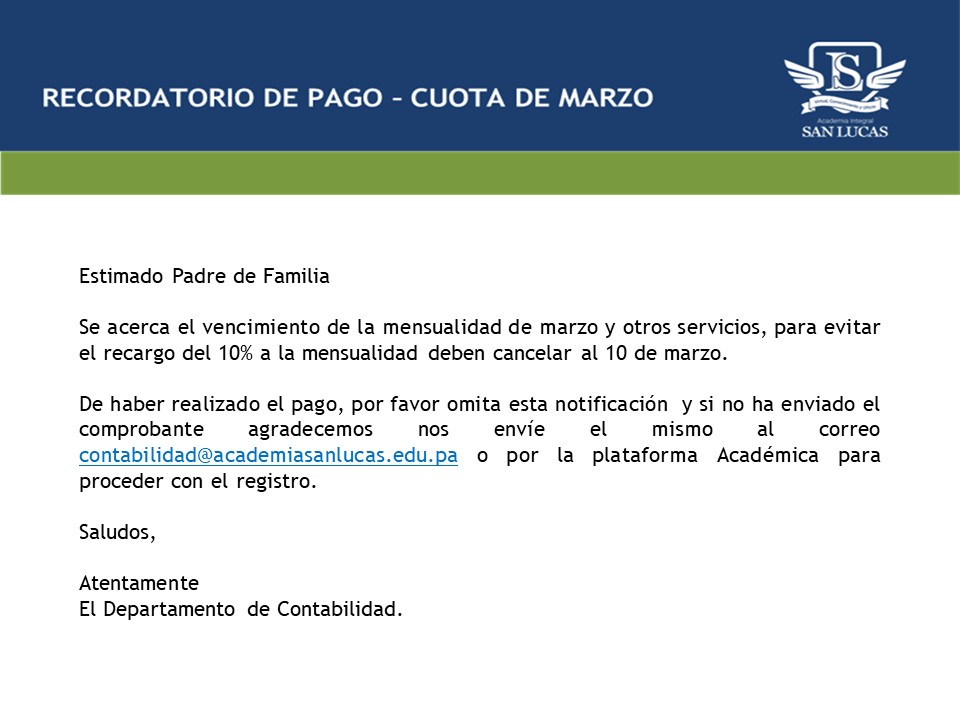 RECORDATORIO DE PAGO – CUOTA DE MARZO
LS
Virtud, Conocimiento y Oficio
Academia Integral
SAN LUCAS
Estimado Padre de Familia
Se acerca el vencimiento de la mensualidad de marzo y otros servicios, para evitar
el recargo del 10% a la mensualidad deben cancelar al 10 de marzo.
De haber realizado el pago, por favor omita esta notificación y si no ha enviado el
comprobante agradecemos nos envíe el mismo al correo
contabilidad@academiasanlucas.edu.pa o por la plataforma Académica para
proceder con el registro.
Saludos,
Atentamente
El Departamento de Contabilidad.